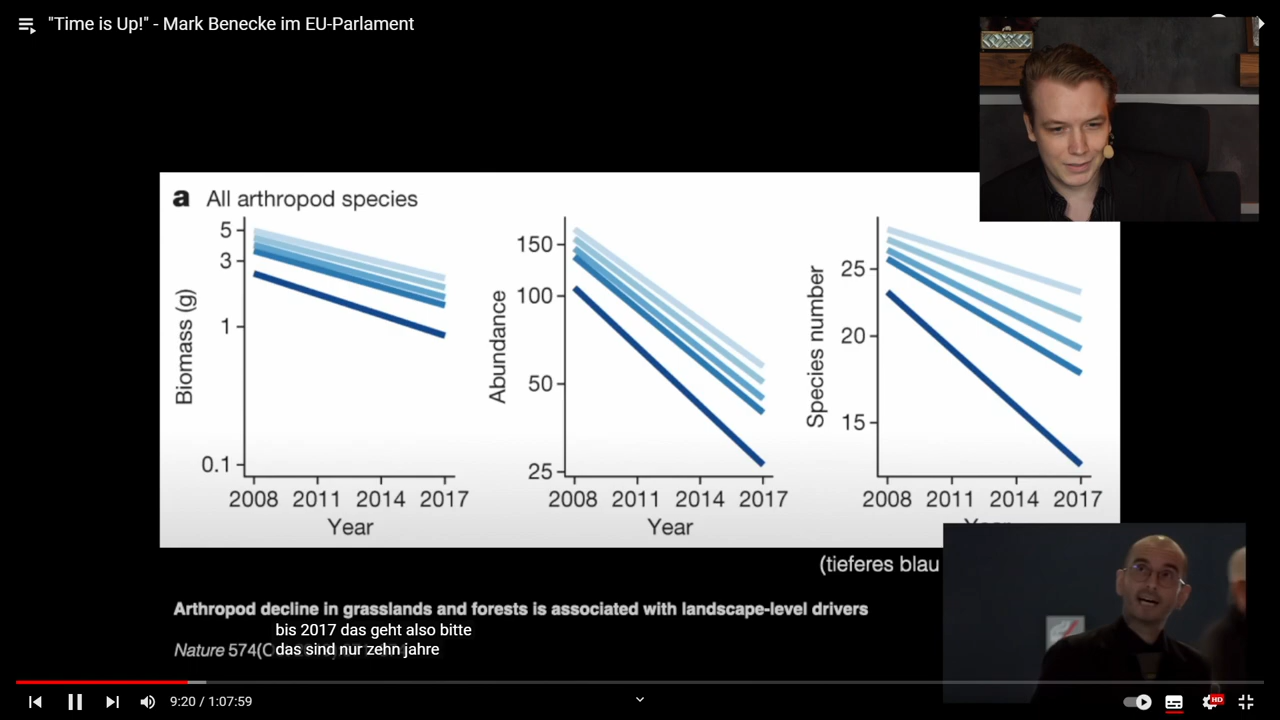 "Time is Up!" - Mark Benecke im EU-Parlament
a All arthropod species
5
3
1
0.1
Biomass (g)
2008 2011 2014 2017
Year
150
100
50
25
Abundance
2008 2011 2014 2017
Year
25
20
15
Species number
2008 2011 2014 2017
Year
(tieferes blau
Arthropod decline in grasslands and forests is associated with landscape-level drivers
bis 2017 das geht also bitte
Nature 574(
das sind nur zehn jahre
9:20 / 1:07:59
HD